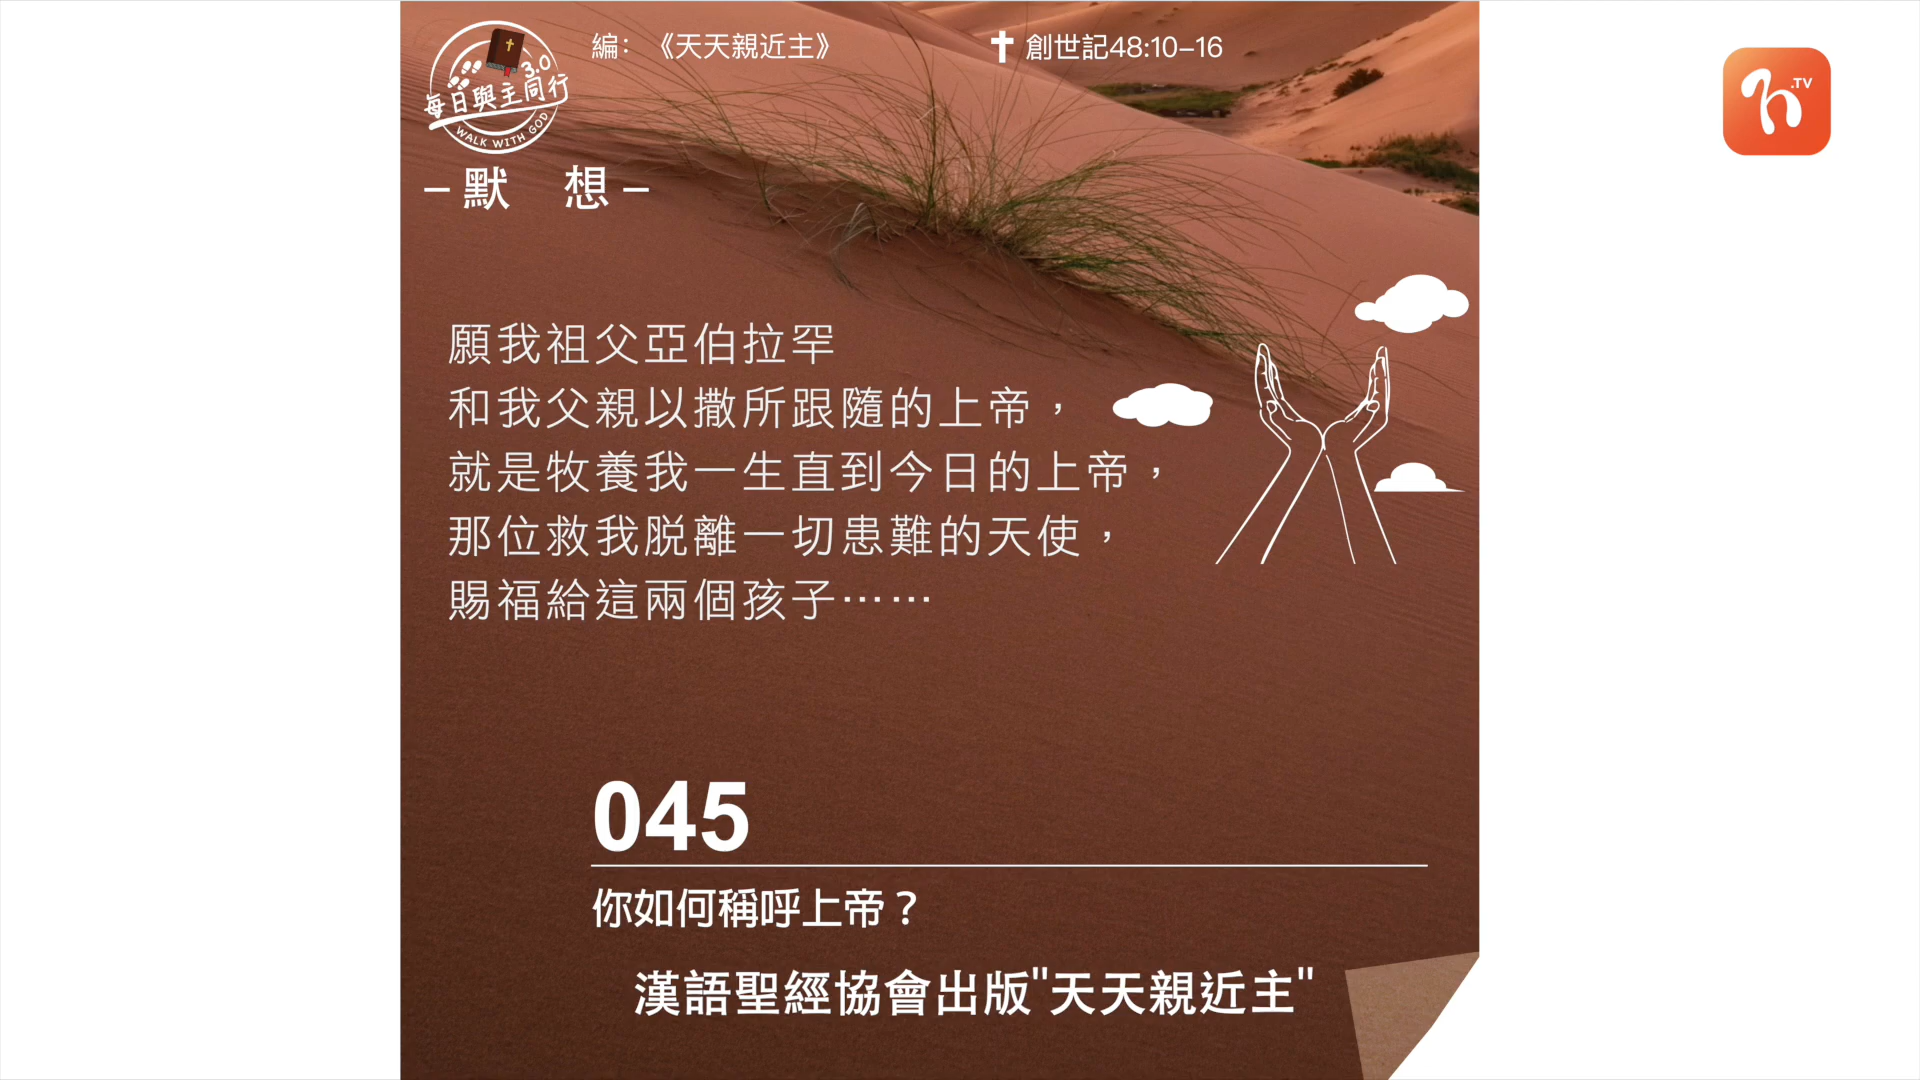 編：《天天親近主》
創世記48:10–16
.TV
3.0
每日與主同行
WALK WITH GOD
– 默 想 –
願我祖父亞伯拉罕
和我父親以撒所跟隨的上帝，
就是牧養我一生直到今日的上帝，
那位救我脱離一切患難的天使，
賜福給這兩個孩子……
045
你如何稱呼上帝？
漢語聖經協會出版"天天親近主"